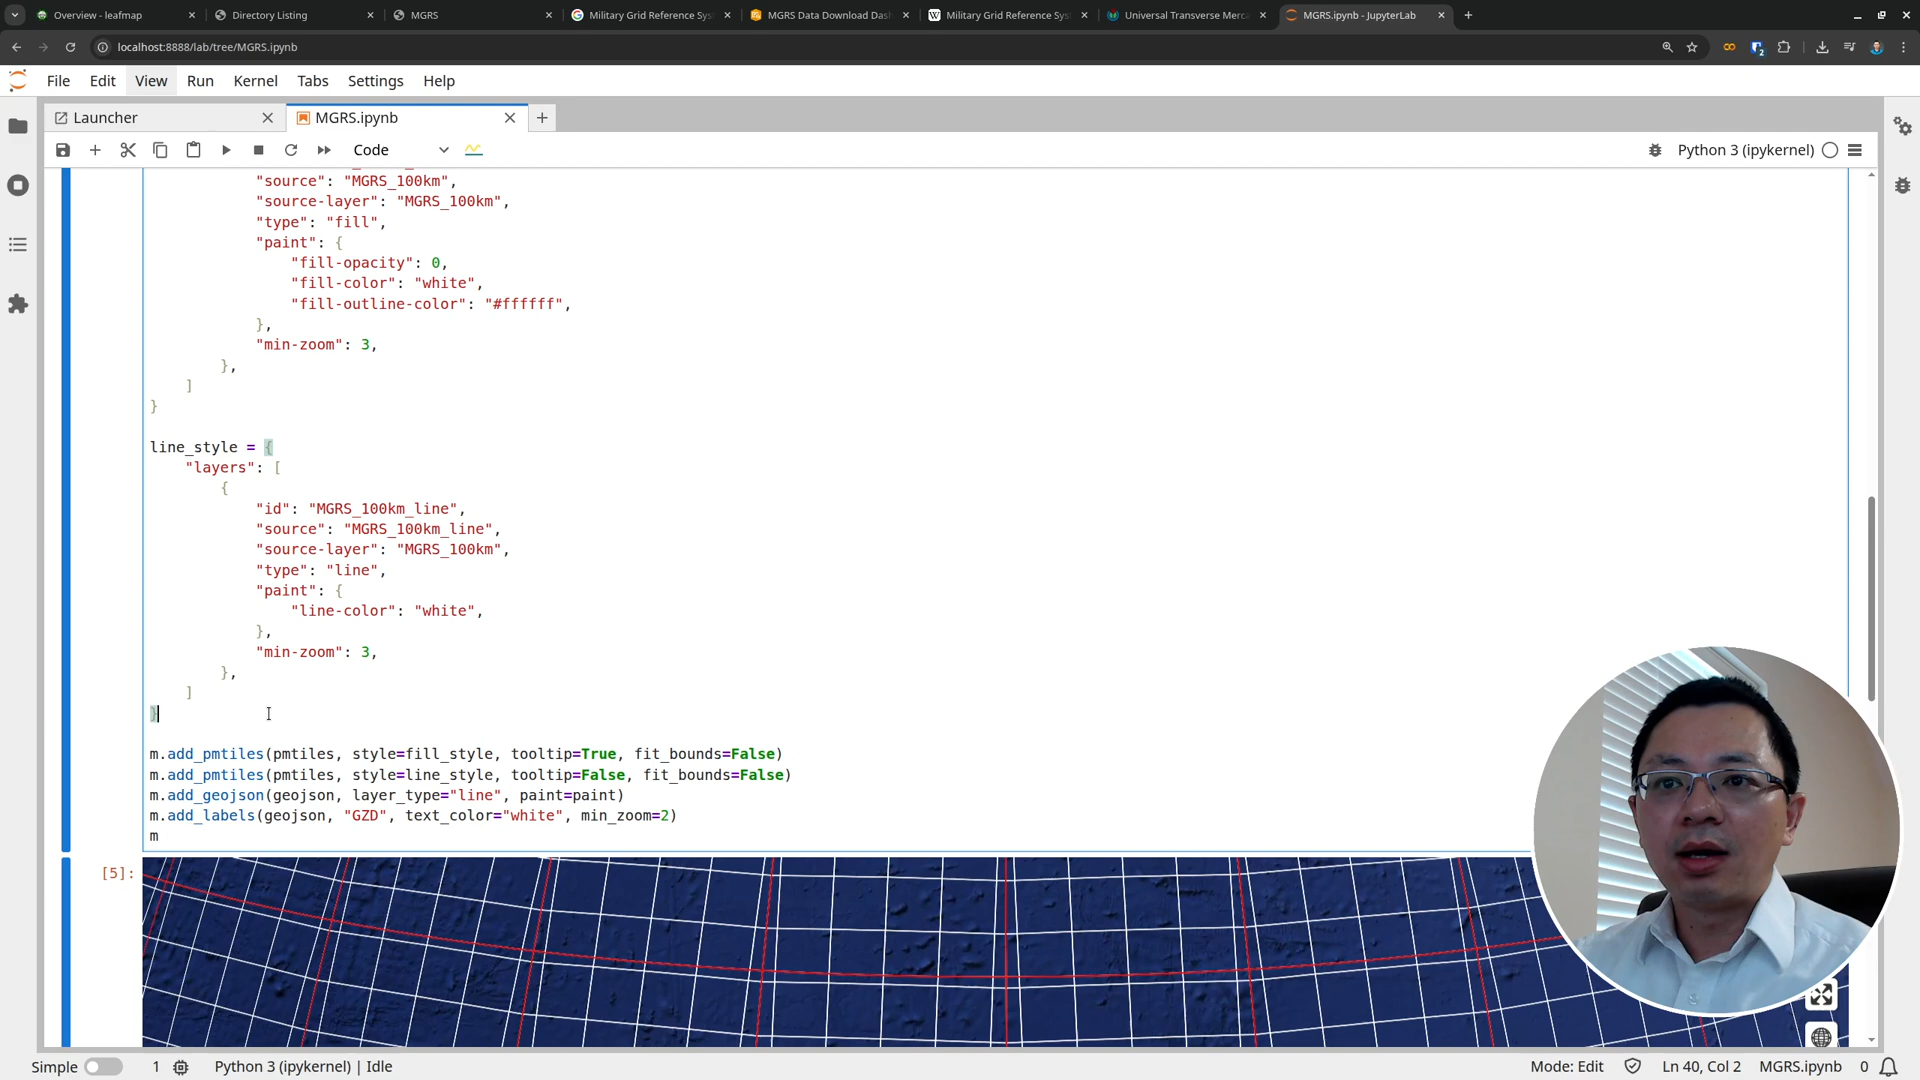 Overview - leafmap
Directory Listing
MGRS
Military Grid Reference Sys
MGRS Data Download Das
Military Grid Reference Sys
Universal Transverse Merca
MGRS.ipynb - JupyterLab
localhost:8888/lab/tree/MGRS.ipynb
File Edit View Run Kernel Tabs Settings Help
Launcher
MGRS.ipynb
Code
Python 3 (ipykernel)
"source": "MGRS_100km",
"source-layer": "MGRS_100km",
"type": "fill",
"paint": {
"fill-opacity": 0,
"fill-color": "white",
"fill-outline-color": "#ffffff",
},
"min-zoom": 3,
},
]
}
line_style = {
"layers": [
{
"id": "MGRS_100km_line",
"source": "MGRS_100km_line",
"source-layer": "MGRS_100km",
"type": "line",
"paint": {
"line-color": "white",
},
"min-zoom": 3,
},
]
}
m.add_pmtiles(pmtiles, style=fill_style, tooltip=True, fit_bounds=False)
m.add_pmtiles(pmtiles, style=line_style, tooltip=False, fit_bounds=False)
m.add_geojson(geojson, layer_type="line", paint=paint)
m.add_labels(geojson, "GZD", text_color="white", min_zoom=2)
m
[5]:
Simple 1 Python 3 (ipykernel) | Idle Mode: Edit Ln 40, Col 2 MGRS.ipynb 0